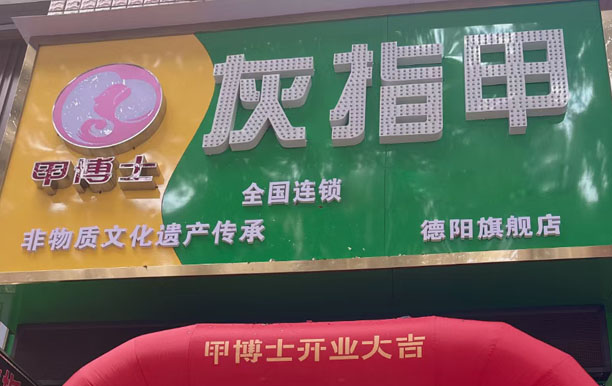 灰指甲
甲博士
全国连锁
非物质文化遗产传承
德阳旗舰店
甲博士开业大吉